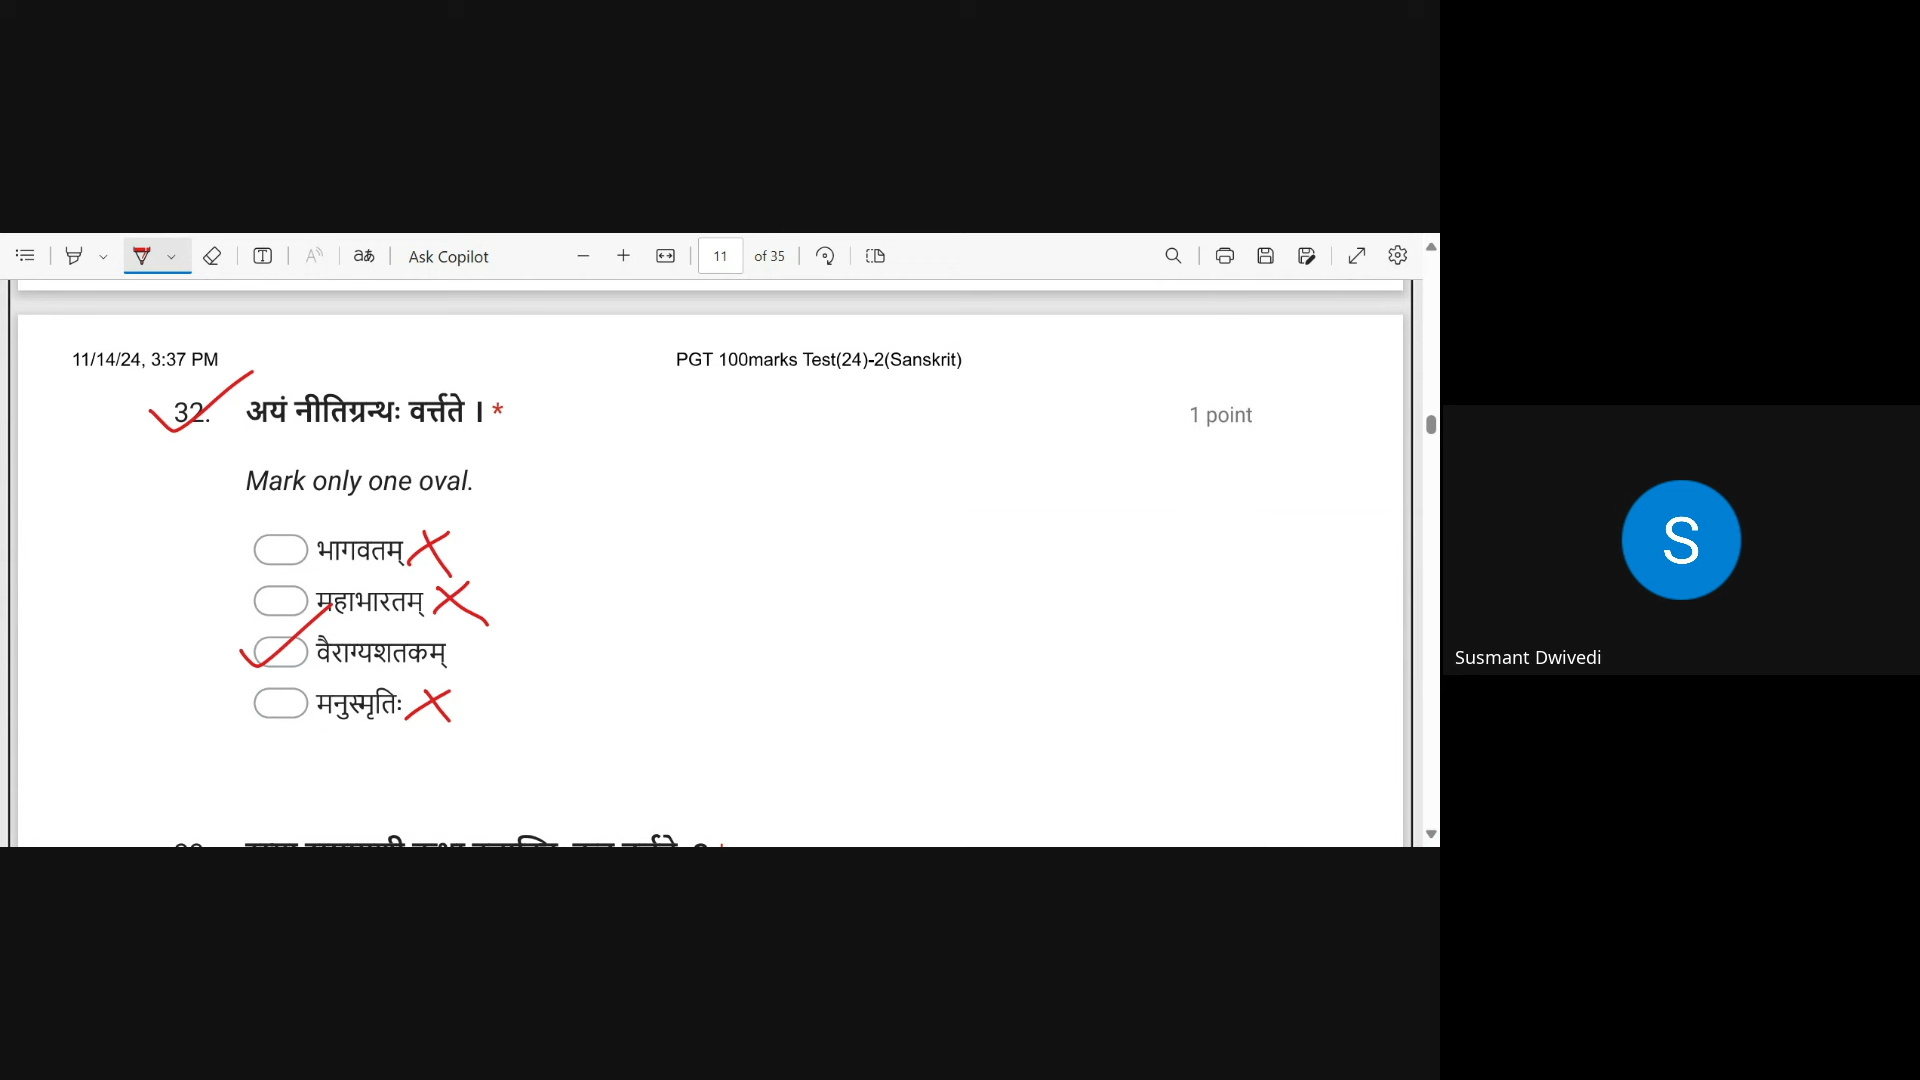 Ask Copilot
11 of 35
11/14/24, 3:37 PM
PGT 100marks Test(24)-2(Sanskrit)
32. अयं नीतिग्रन्थः वर्त्तते । *
1 point
Mark only one oval.
भागवतम्
महाभारतम्
वैराग्यशतकम्
मनुस्मृतिः
S
Susmant Dwivedi